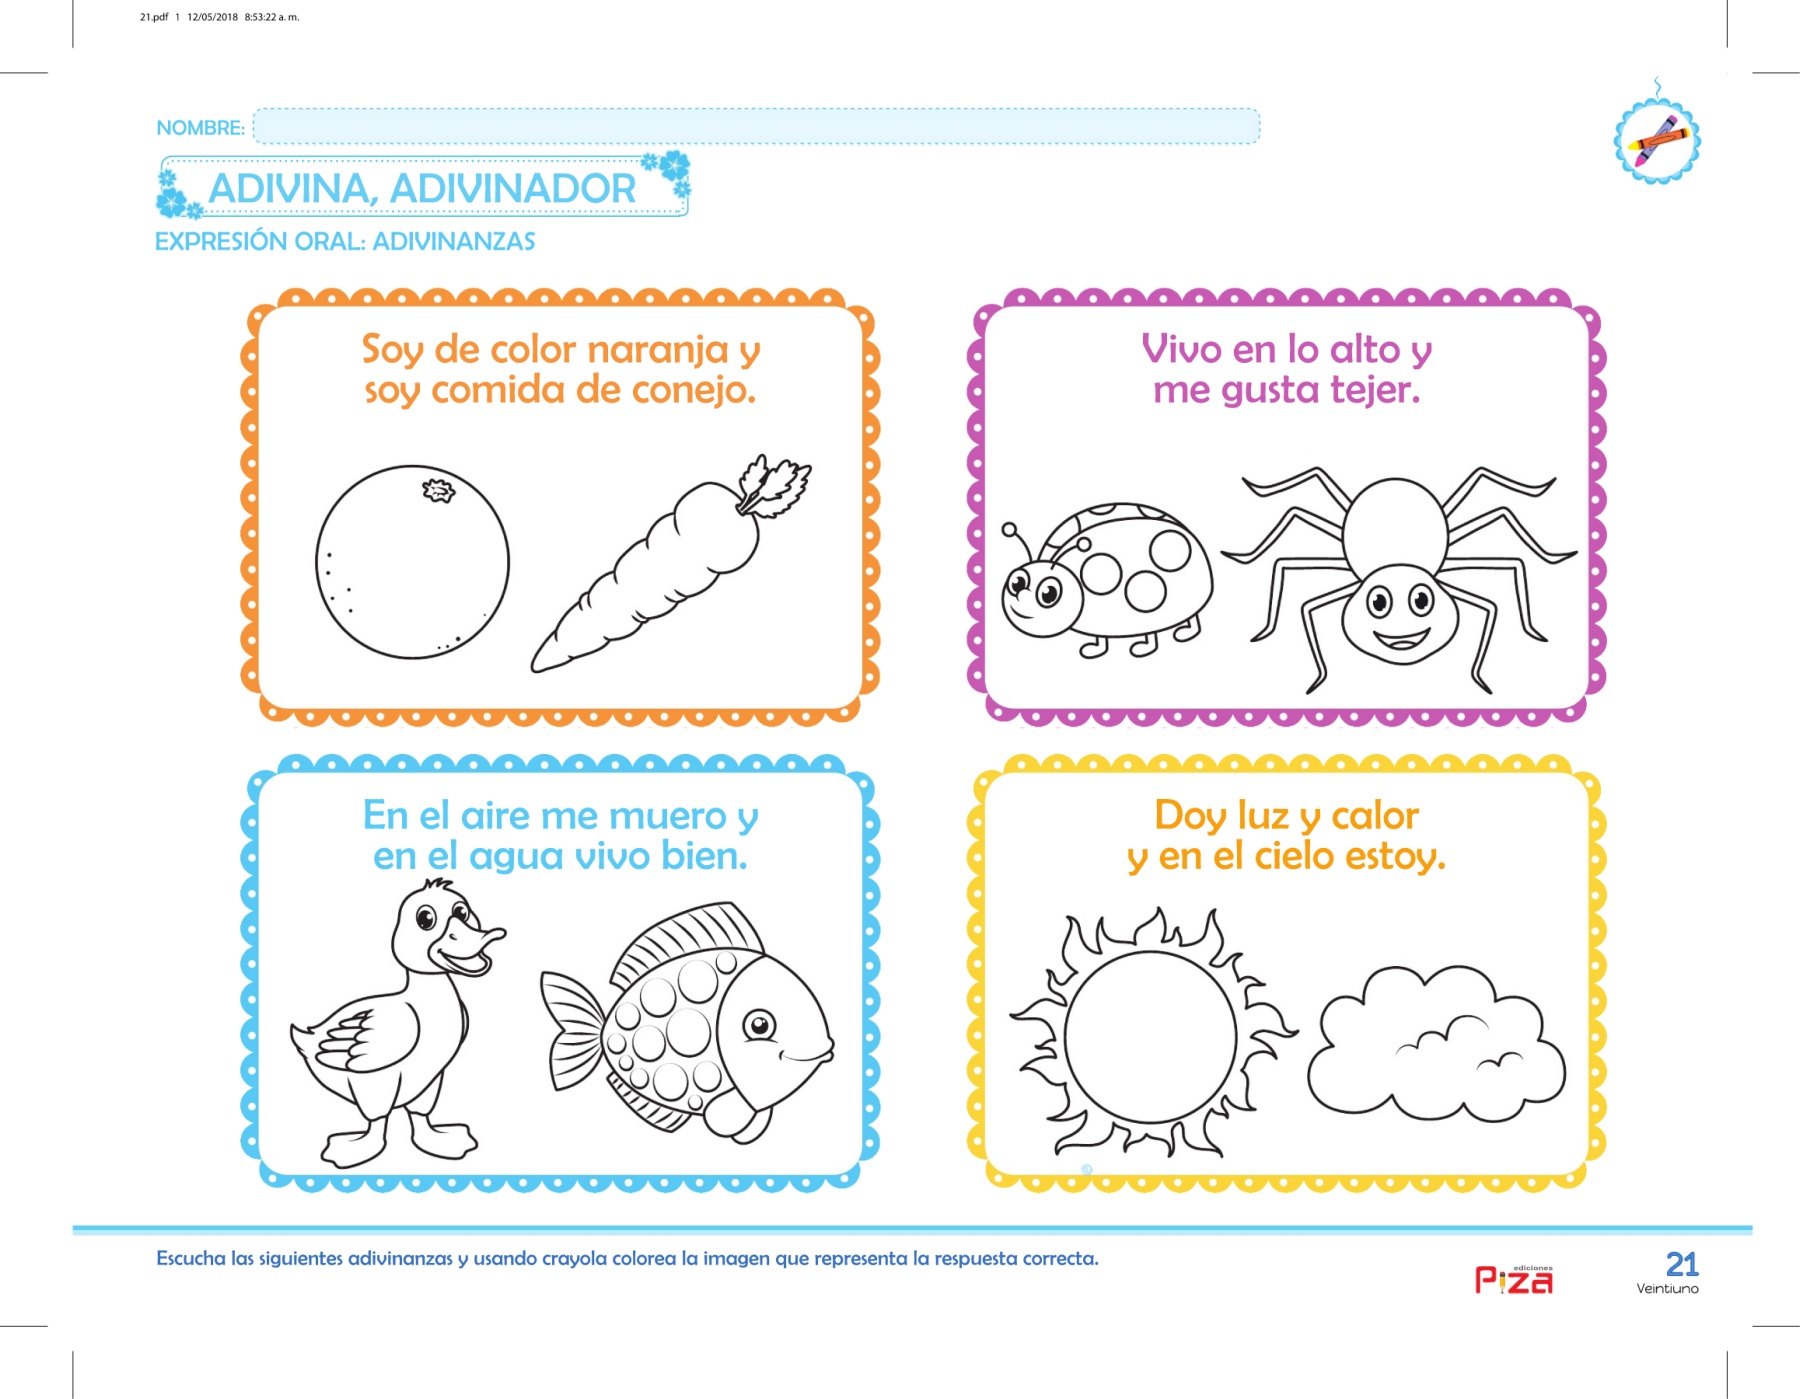 21.pdf 1 12/05/2018 8:53:22 a. m.
NOMBRE:
ADIVINA, ADIVINADOR
EXPRESIÓN ORAL: ADIVINANZAS
Soy de color naranja y
soy comida de conejo.
Vivo en lo alto y
me gusta tejer.
En el aire me muero y
en el agua vivo bien.
Doy luz y calor
y en el cielo estoy.
Escucha las siguientes adivinanzas y usando crayola colorea la imagen que representa la respuesta correcta.
ediciones
Piza
21
Veintiuno